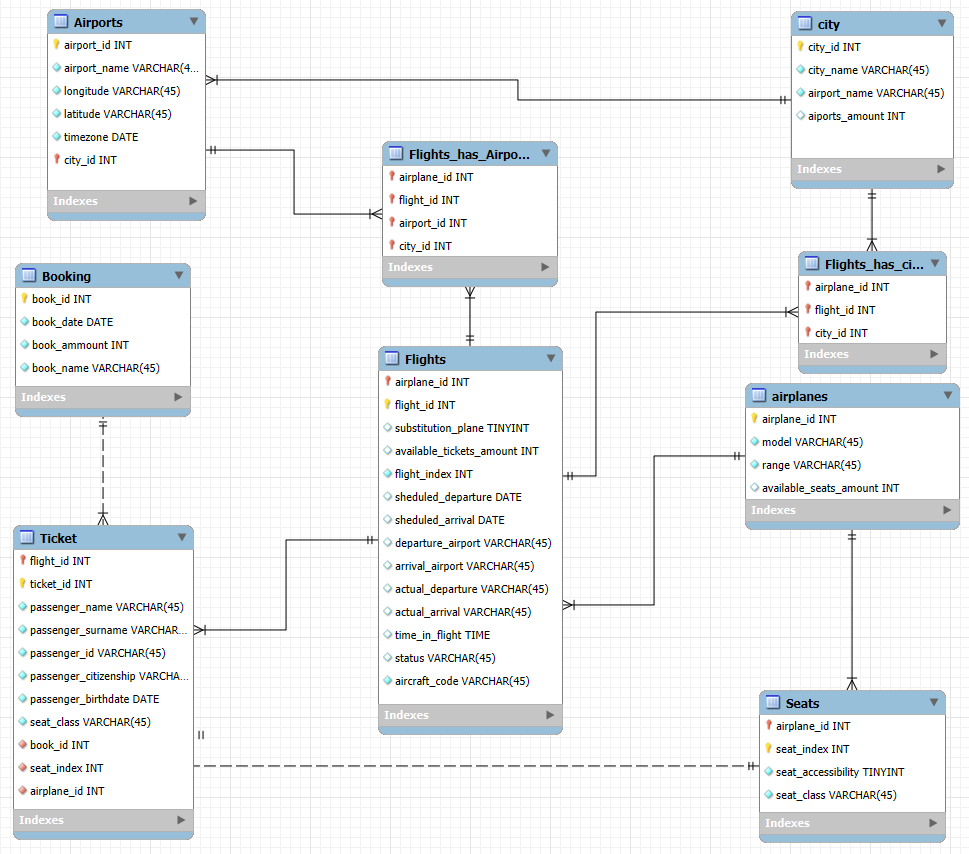 Airports
airport_id INT
airport_name VARCHAR(4...
longitude VARCHAR(45)
latitude VARCHAR(45)
timezone DATE
city_id INT
Indexes
city
city_id INT
city_name VARCHAR(45)
airport_name VARCHAR(45)
aiports_amount INT
Indexes
Flights_has_Airpo...
airplane_id INT
flight_id INT
airport_id INT
city_id INT
Indexes
Booking
book_id INT
book_date DATE
book_ammount INT
book_name VARCHAR(45)
Indexes
Flights_has_ci...
airplane_id INT
flight_id INT
city_id INT
Indexes
Flights
airplane_id INT
flight_id INT
substitution_plane TINYINT
available_tickets_amount INT
flight_index INT
sheduled_departure DATE
sheduled_arrival DATE
departure_airport VARCHAR(45)
arrival_airport VARCHAR(45)
actual_departure VARCHAR(45)
actual_arrival VARCHAR(45)
time_in_flight TIME
status VARCHAR(45)
aircraft_code VARCHAR(45)
Indexes
airplanes
airplane_id INT
model VARCHAR(45)
range VARCHAR(45)
available_seats_amount INT
Indexes
Ticket
flight_id INT
ticket_id INT
passenger_name VARCHAR(45)
passenger_surname VARCHAR...
passenger_id VARCHAR(45)
passenger_citizenship VARCHA...
passenger_birthdate DATE
seat_class VARCHAR(45)
book_id INT
seat_index INT
airplane_id INT
Indexes
Seats
airplane_id INT
seat_index INT
seat_accessibility TINYINT
seat_class VARCHAR(45)
Indexes